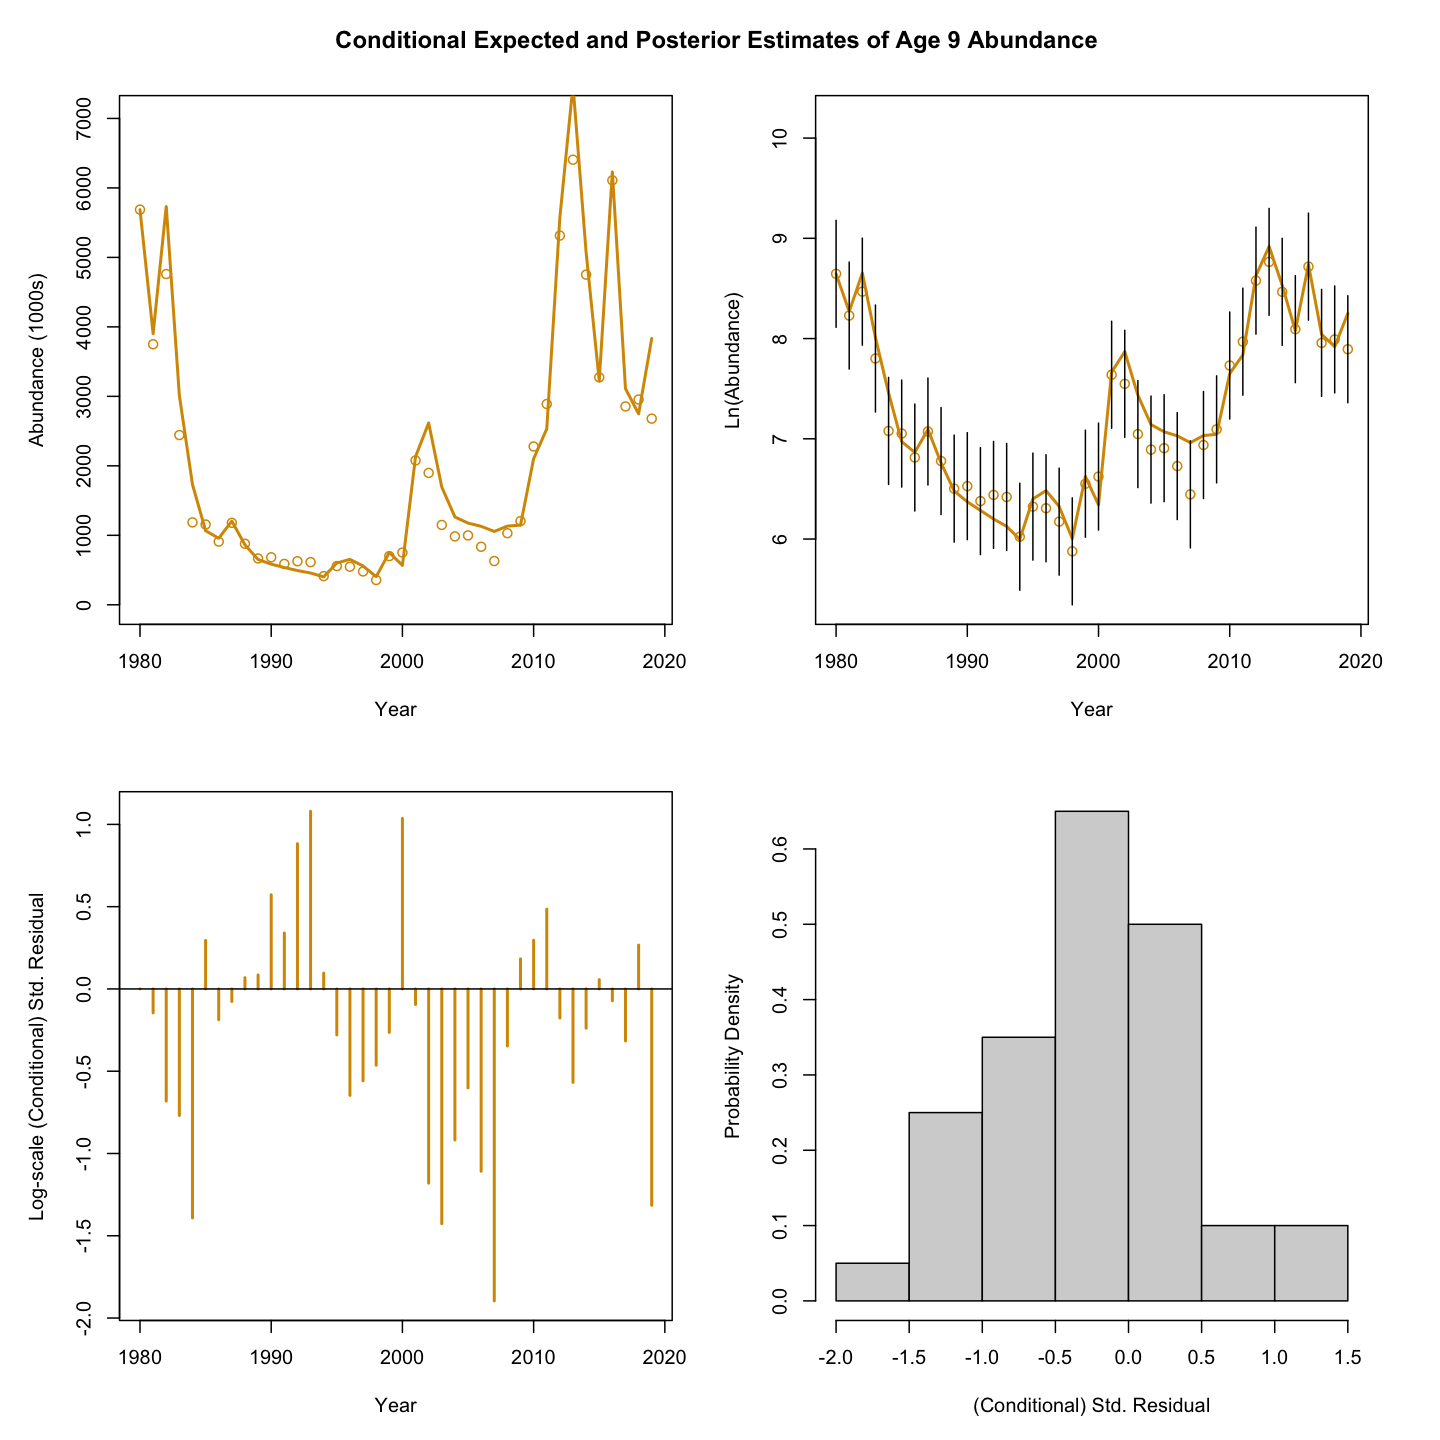 Conditional Expected and Posterior Estimates of Age 9 Abundance
Abundance (1000s)
7000
6000
5000
4000
3000
2000
1000
0
1980 1990 2000 2010 2020
Year
Ln(Abundance)
10
9
8
7
6
1980 1990 2000 2010 2020
Year
Log-scale (Conditional) Std. Residual
1.0
0.5
0.0
-0.5
-1.0
-1.5
-2.0
1980 1990 2000 2010 2020
Year
Probability Density
0.6
0.5
0.4
0.3
0.2
0.1
0.0
-2.0 -1.5 -1.0 -0.5 0.0 0.5 1.0 1.5
(Conditional) Std. Residual